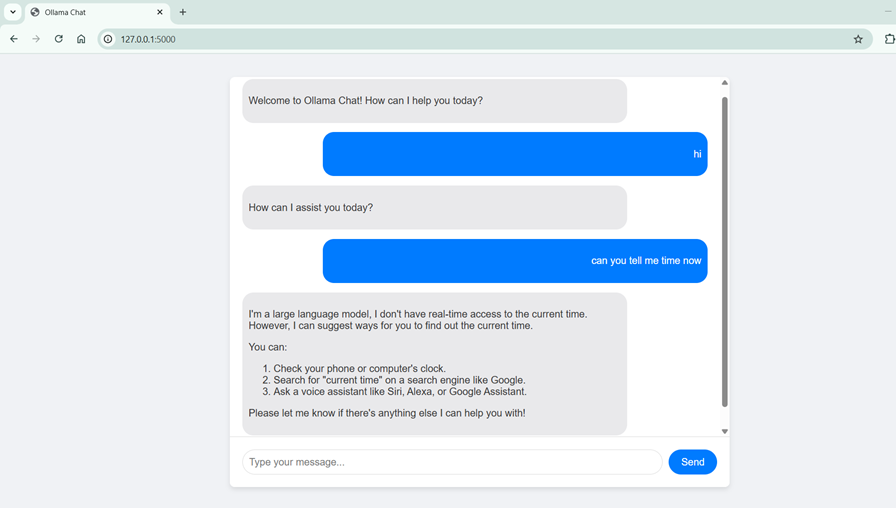 Ollama Chat
127.0.0.1:5000
Welcome to Ollama Chat! How can I help you today?
hi
How can I assist you today?
can you tell me time now
I'm a large language model, I don't have real-time access to the current time.
However, I can suggest ways for you to find out the current time.
You can:
1. Check your phone or computer's clock.
2. Search for "current time" on a search engine like Google.
3. Ask a voice assistant like Siri, Alexa, or Google Assistant.
Please let me know if there's anything else I can help you with!
Type your message...
Send